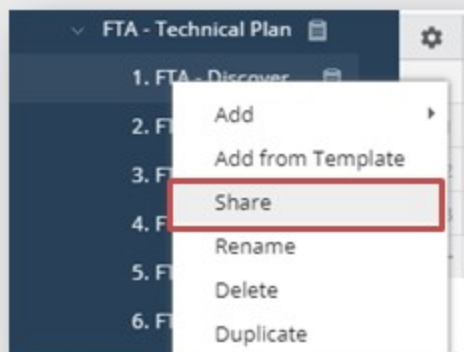 FTA - Technical Plan
1. FTA - Discover
2. F
Add
3. F
Add from Template
Share
4. F
Rename
5. F
Delete
6. F
Duplicate